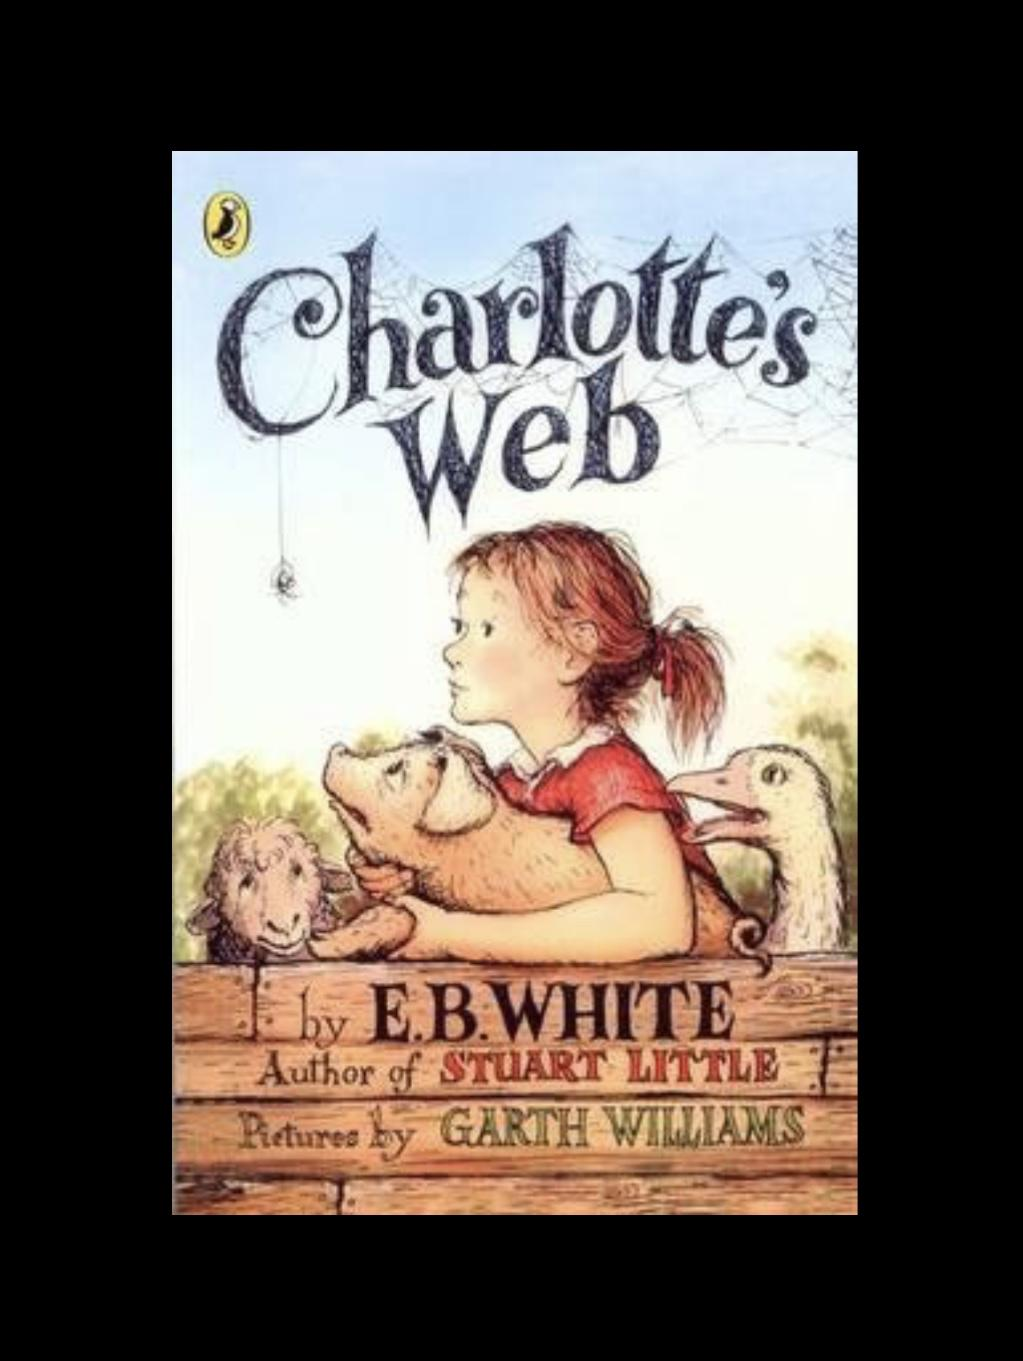 Charlotte's
Web
by E.B. WHITE
Author of STUART LITTLE
Pictures by GARTH WILLIAMS